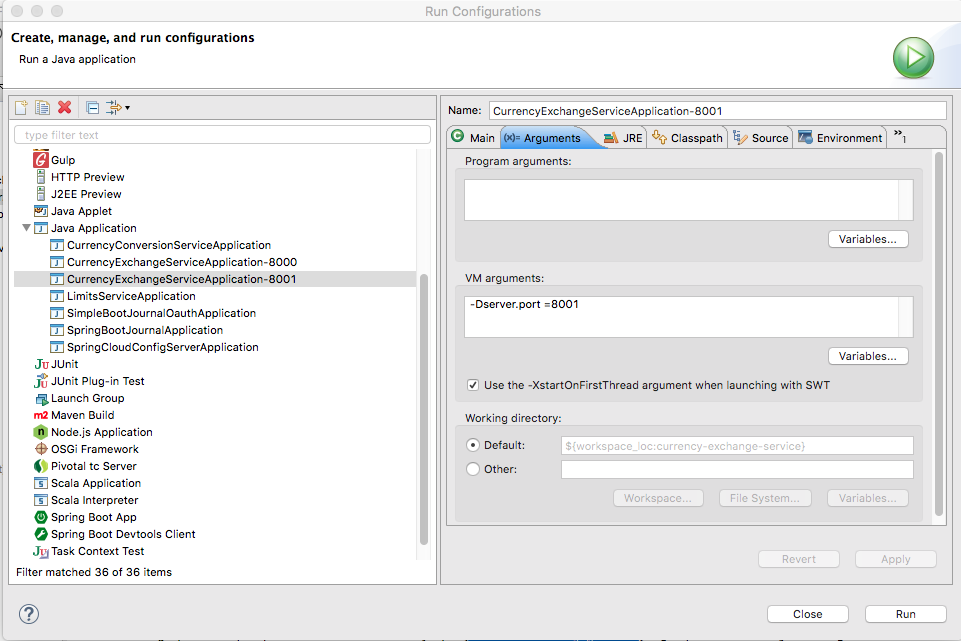 Run Configurations
Create, manage, and run configurations
Run a Java application
type filter text
Gulp
HTTP Preview
J2EE Preview
Java Applet
Java Application
CurrencyConversionServiceApplication
CurrencyExchangeServiceApplication-8000
CurrencyExchangeServiceApplication-8001
LimitsServiceApplication
SimpleBootJournalOauthApplication
SpringBootJournalApplication
SpringCloudConfigServerApplication
JUnit
JUnit Plug-in Test
Launch Group
Maven Build
Node.js Application
OSGi Framework
Pivotal tc Server
Scala Application
Scala Interpreter
Spring Boot App
Spring Boot Devtools Client
Task Context Test
Filter matched 36 of 36 items
Name: CurrencyExchangeServiceApplication-8001
Main (x)= Arguments JRE Classpath Source Environment »1
Program arguments:
Variables...
VM arguments:
-Dserver.port =8001
Variables...
Use the -XstartOnFirstThread argument when launching with SWT
Working directory:
Default: ${workspace_loc:currency-exchange-service}
Other:
Workspace... File System... Variables...
Revert Apply
? Close Run